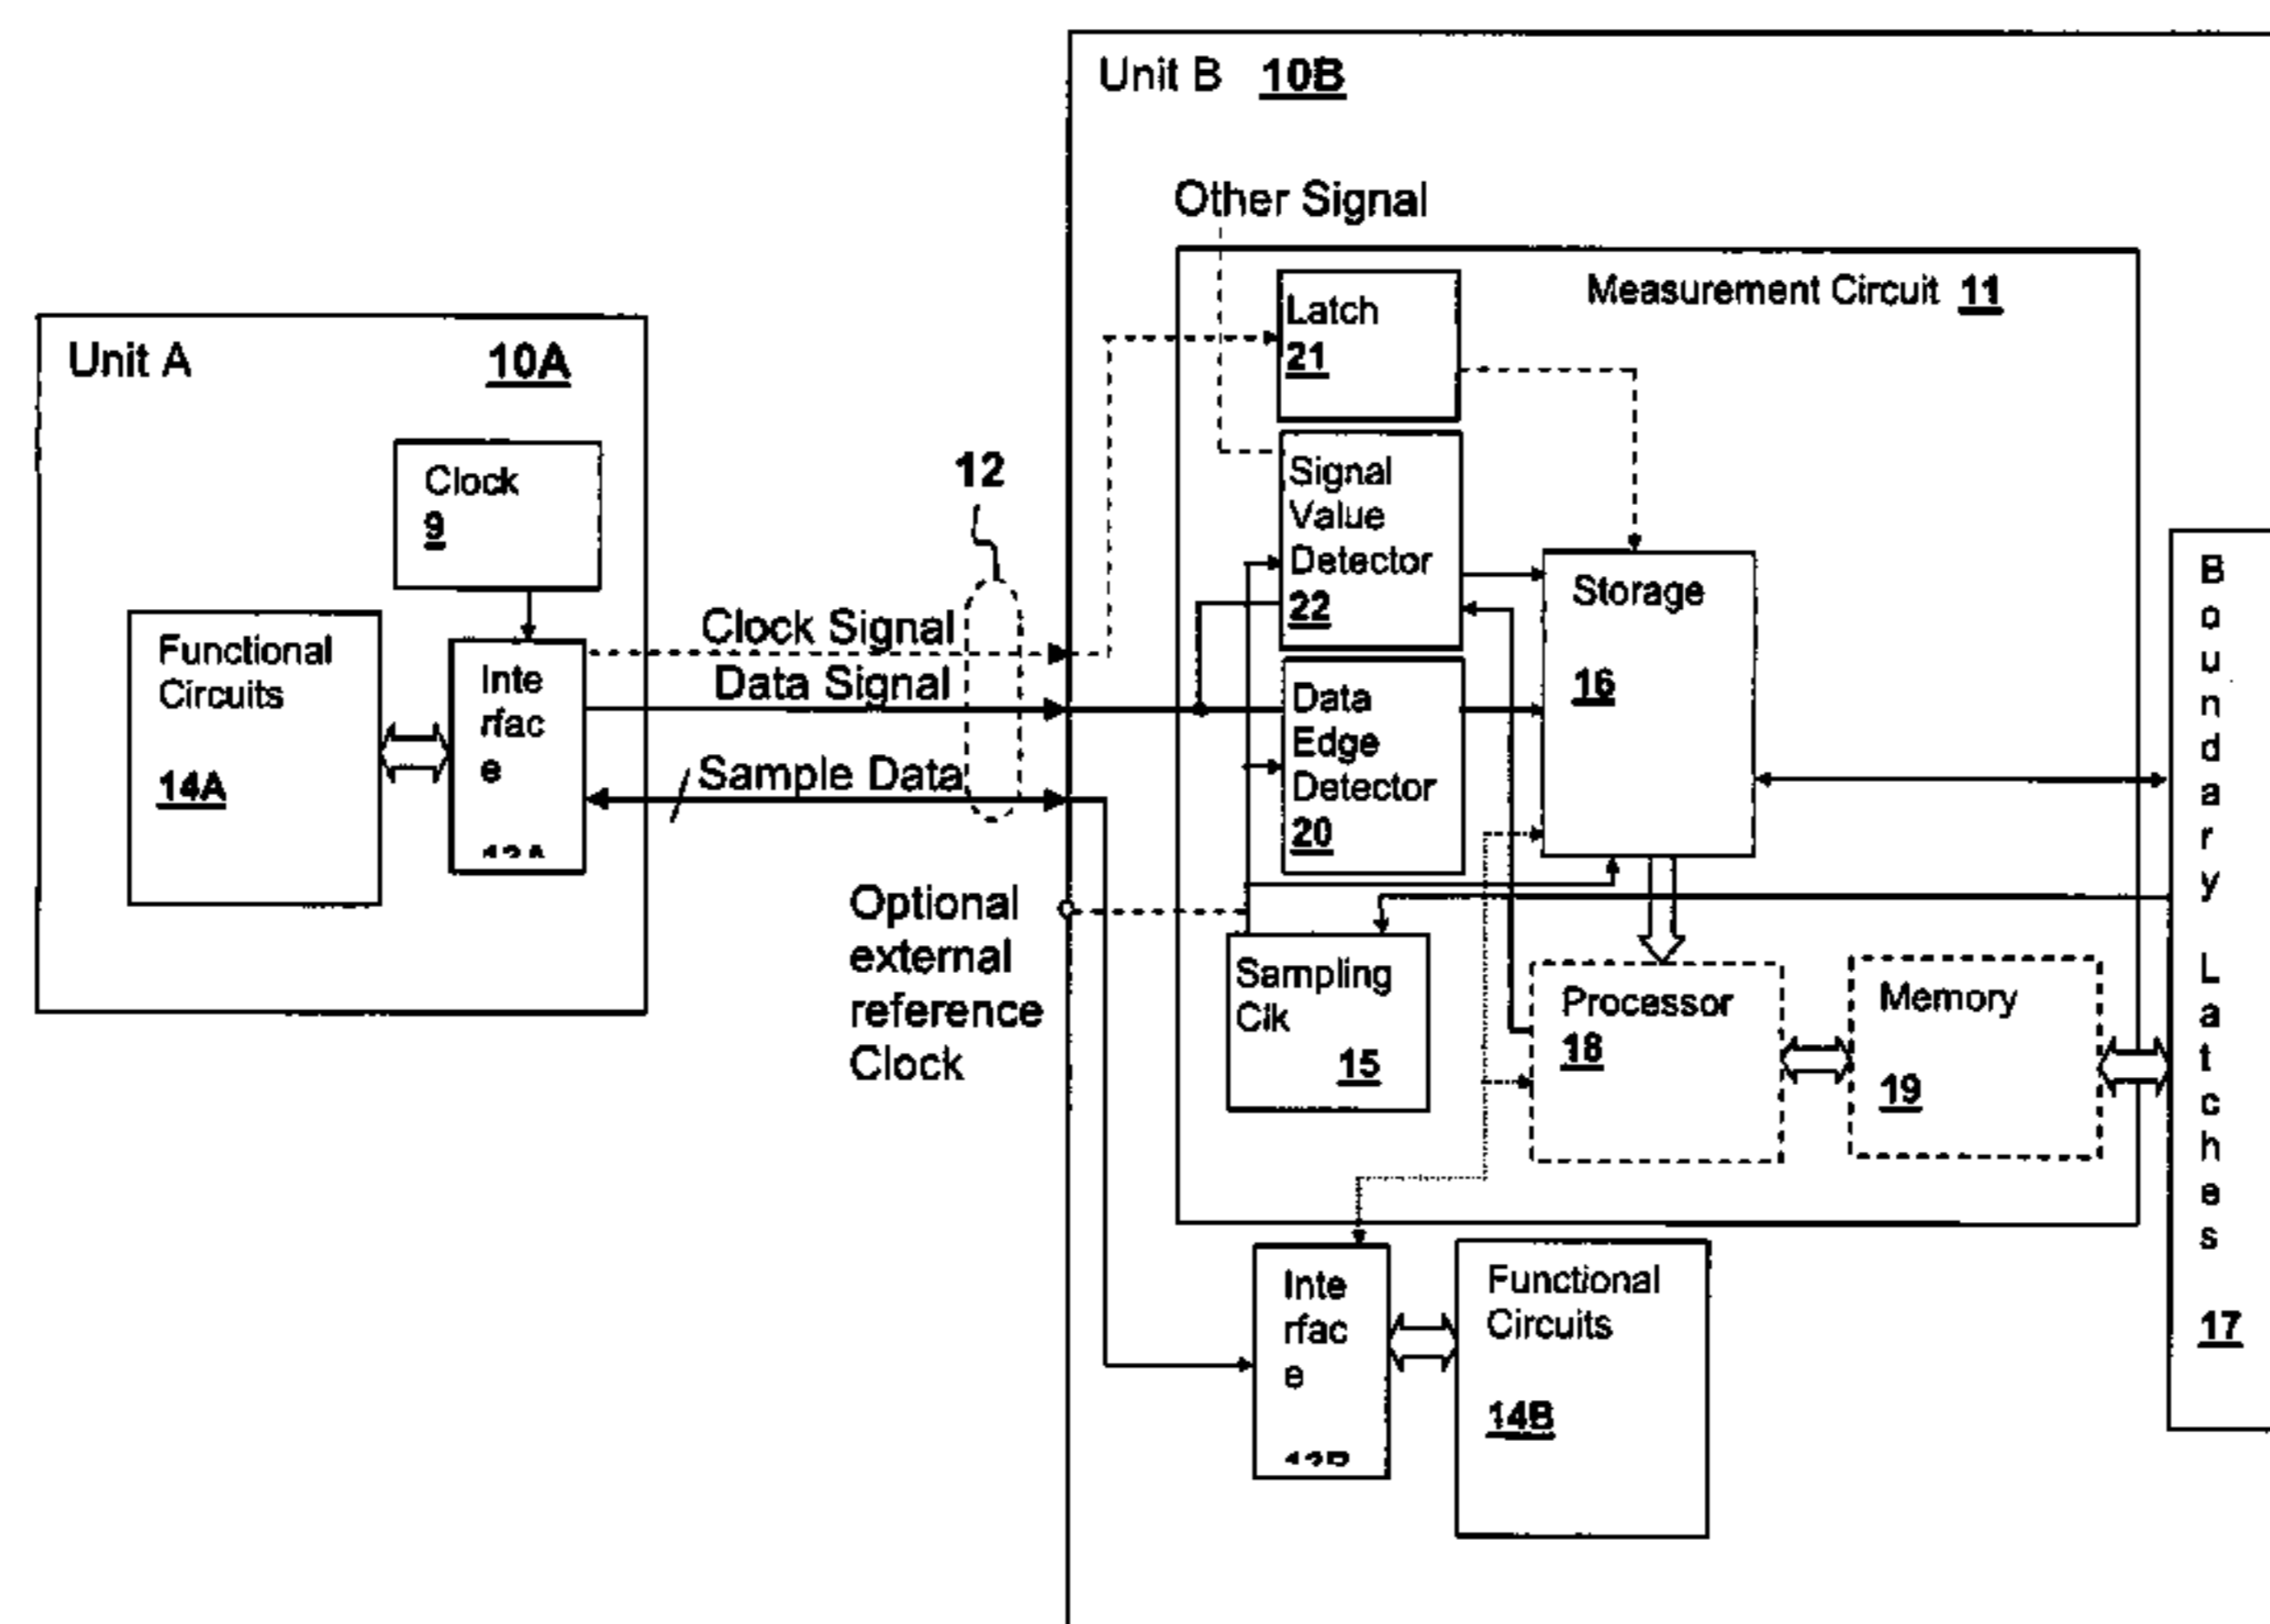 Unit B 10B
Other Signal
Measurement Circuit 11
Latch
21
Unit A 10A
Clock
9
12
Signal
Value
Detector
22
Storage
16
Functional
Circuits
14A
Inte
rfac
e
Clock Signal
Data Signal
Sample Data
Data
Edge
Detector
20
Optional
external
reference
Clock
Sampling
Clk
15
Processor
18
Memory
19
B
o
u
n
d
a
r
y
L
a
t
c
h
e
s
17
Inte
rfac
e
Functional
Circuits
14B